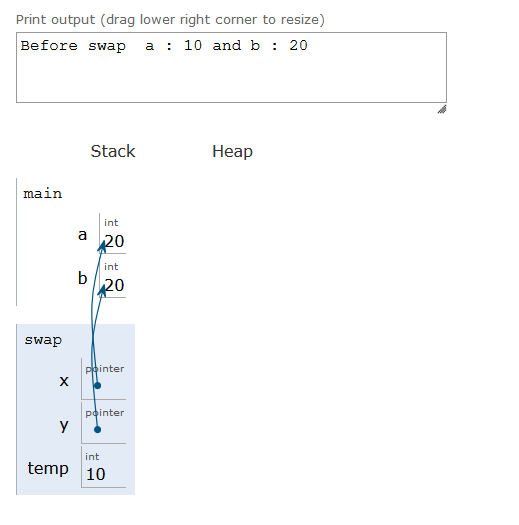 Print output (drag lower right corner to resize)
Before swap  a : 10 and b : 20
Stack Heap
main
int
a 20
int
b 20
swap
pointer
x
pointer
y
int
temp 10